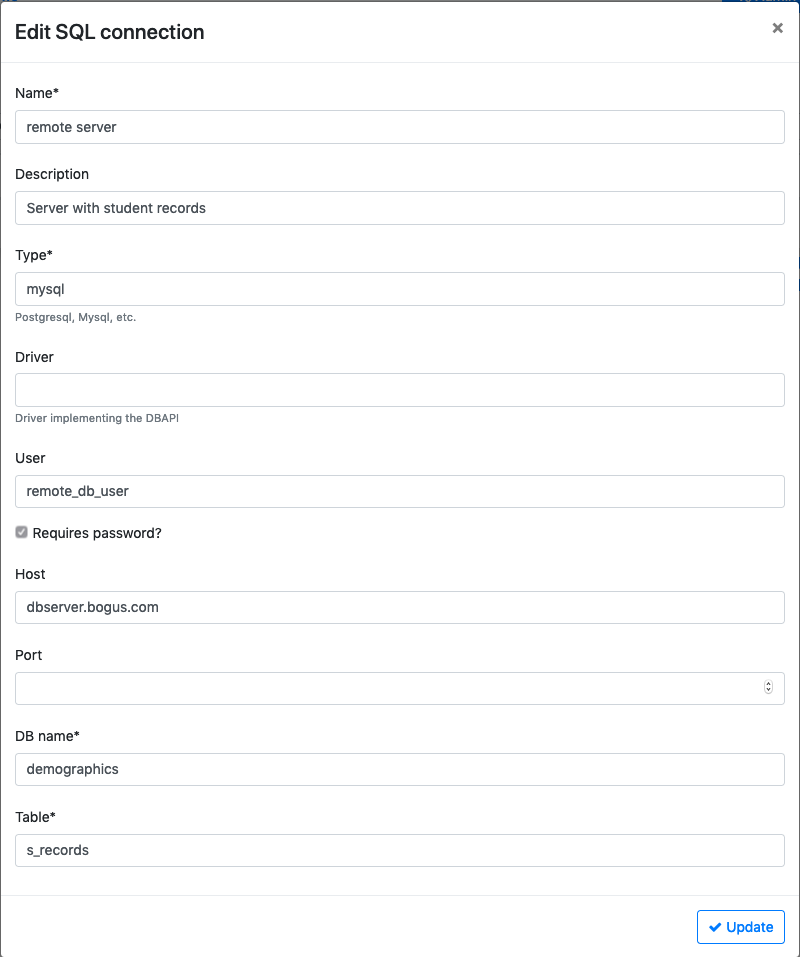 Edit SQL connection
×
Name*
remote server
Description
Server with student records
Type*
mysql
Postgresql, Mysql, etc.
Driver
Driver implementing the DBAPI
User
remote_db_user
Requires password?
Host
dbserver.bogus.com
Port
DB name*
demographics
Table*
s_records
Update